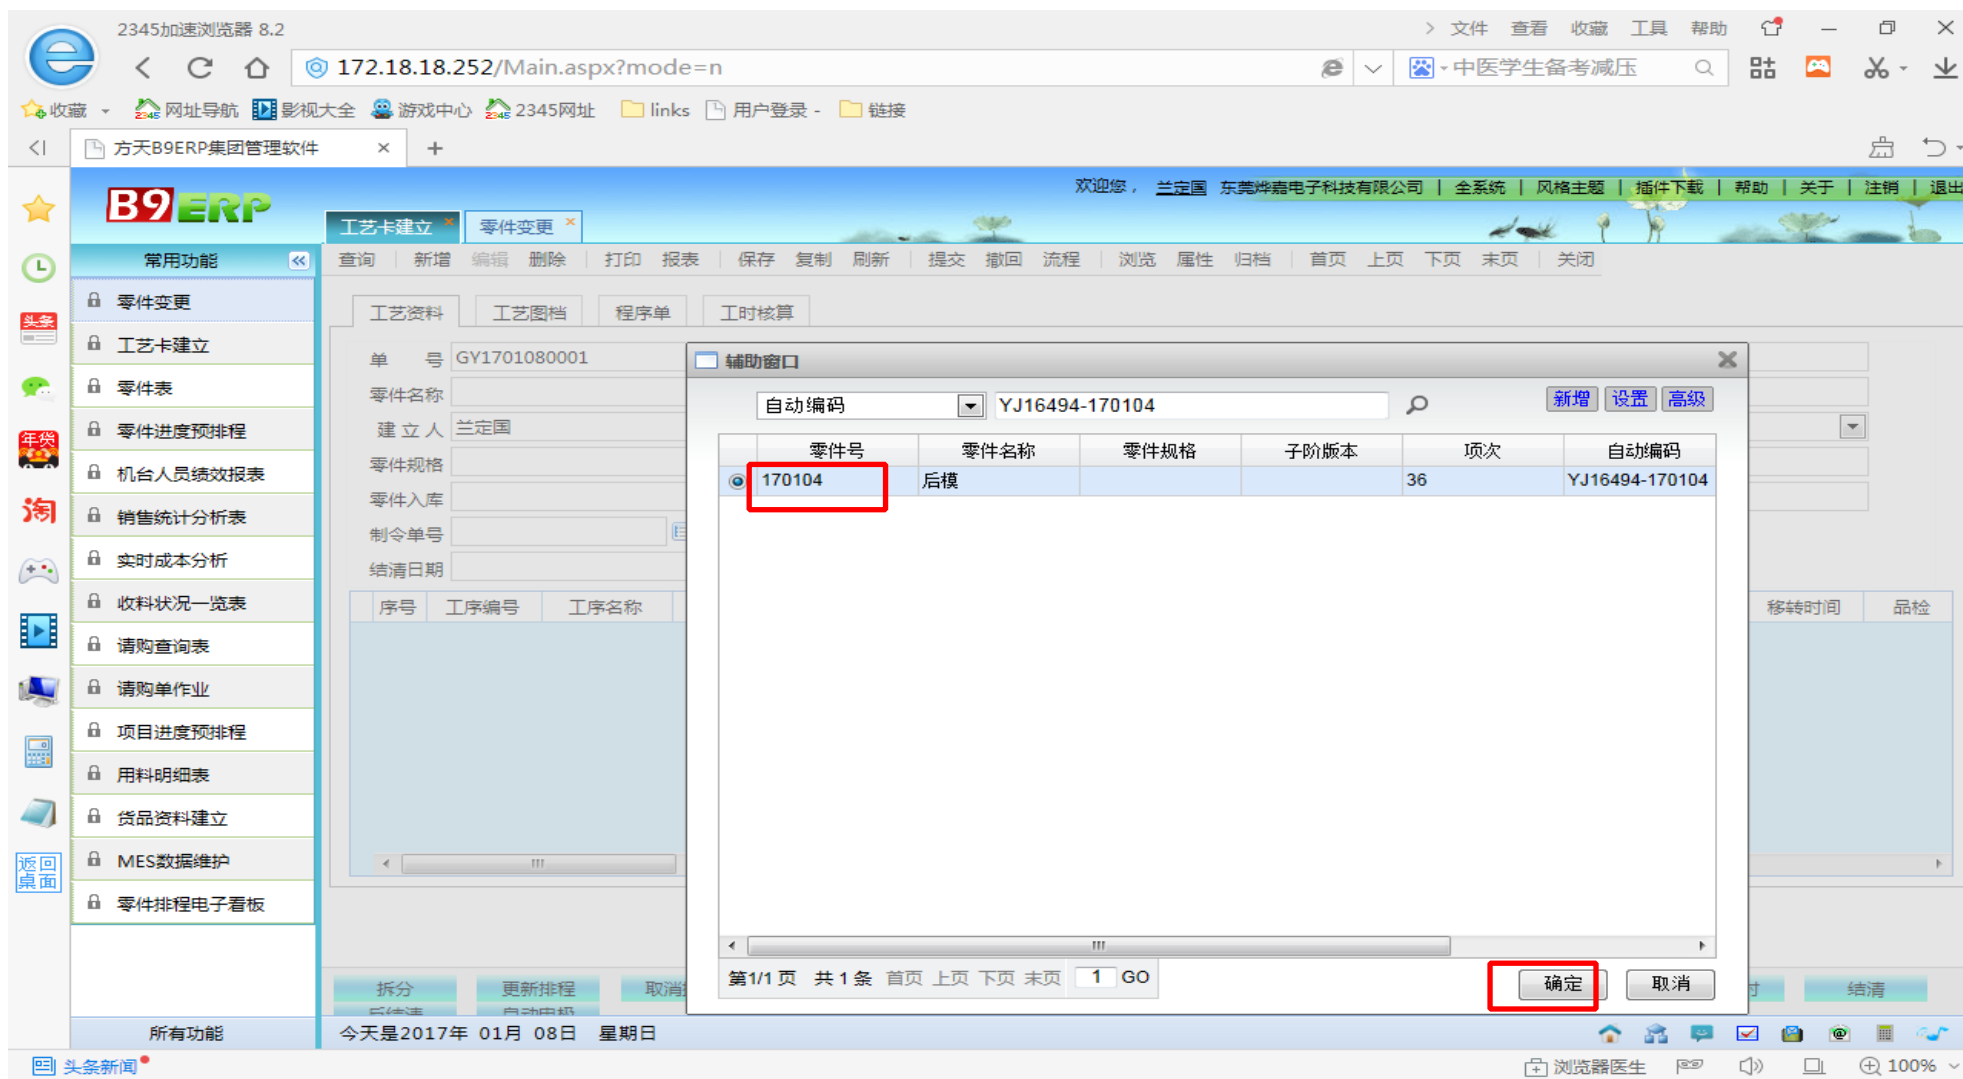 2345加速浏览器 8.2
文件 查看 收藏 工具 帮助
172.18.18.252/Main.aspx?mode=n
中医学生备考减压
收藏 网址导航 影视大全 游戏中心 2345网址 links 用户登录 - 链接
方天B9ERP集团管理软件
B9 ERP
欢迎您， 兰定国 东莞烨嘉电子科技有限公司 | 全系统 | 风格主题 | 插件下载 | 帮助 | 关于 | 注销 | 退出
工艺卡建立 零件变更
常用功能
查询 新增 编辑 删除 打印 报表 保存 复制 刷新 提交 撤回 流程 浏览 属性 归档 首页 上页 下页 末页 关闭
零件变更
工艺卡建立
零件表
零件进度预排程
机台人员绩效报表
销售统计分析表
实时成本分析
收料状况一览表
请购查询表
请购单作业
项目进度预排程
用料明细表
货品资料建立
MES数据维护
零件排程电子看板
所有功能
头条
年货
淘
返回
桌面
工艺资料 工艺图档 程序单 工时核算
单 号 GY1701080001
零件名称
建 立 人 兰定国
零件规格
零件入库
制令单号
结清日期
序号 工序编号 工序名称 移转时间 品检
辅助窗口
自动编码 YJ16494-170104 新增 设置 高级
零件号 零件名称 零件规格 子阶版本 项次 自动编码
170104 后模 36 YJ16494-170104
第1/1 页 共 1 条 首页 上页 下页 末页 1 GO
确定 取消
拆分 更新排程 取消 结清
今天是2017年 01月 08日 星期日
头条新闻
浏览器医生 100%